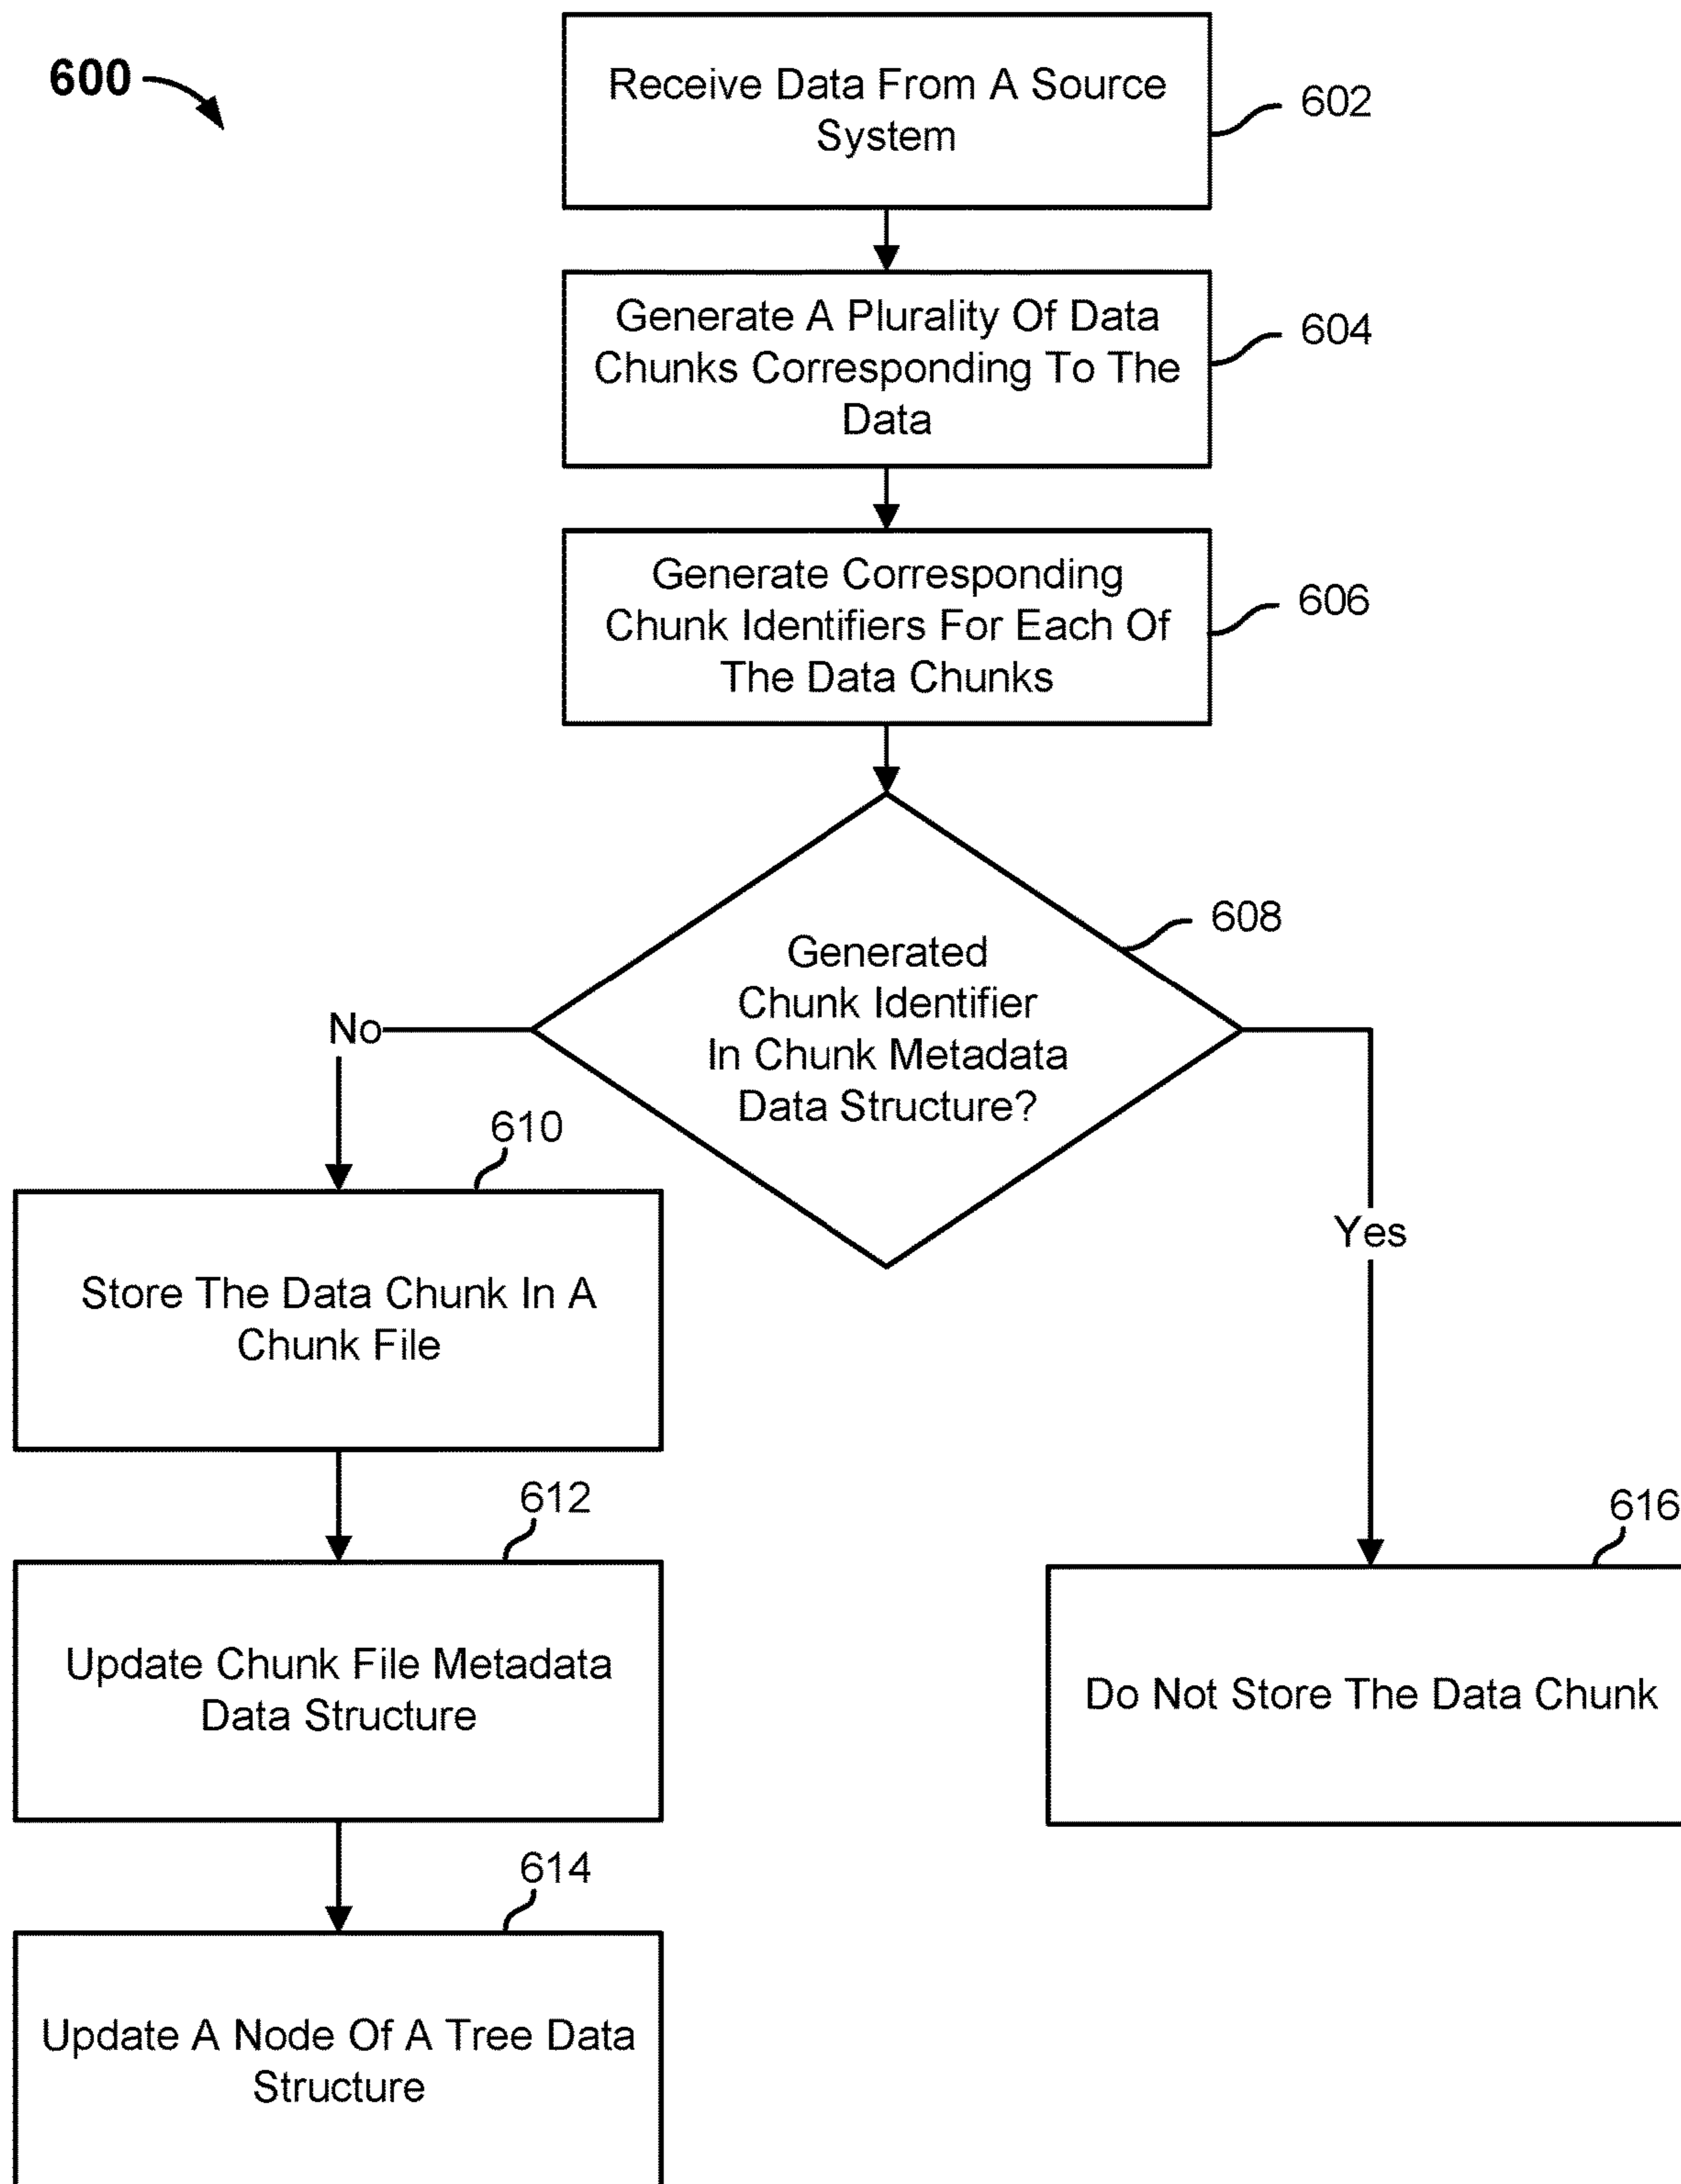 600
Receive Data From A Source
System
602
Generate A Plurality Of Data
Chunks Corresponding To The
Data
604
Generate Corresponding
Chunk Identifiers For Each Of
The Data Chunks
606
608
Generated
Chunk Identifier
In Chunk Metadata
Data Structure?
No
Yes
610
Store The Data Chunk In A
Chunk File
612
Update Chunk File Metadata
Data Structure
616
Do Not Store The Data Chunk
614
Update A Node Of A Tree Data
Structure